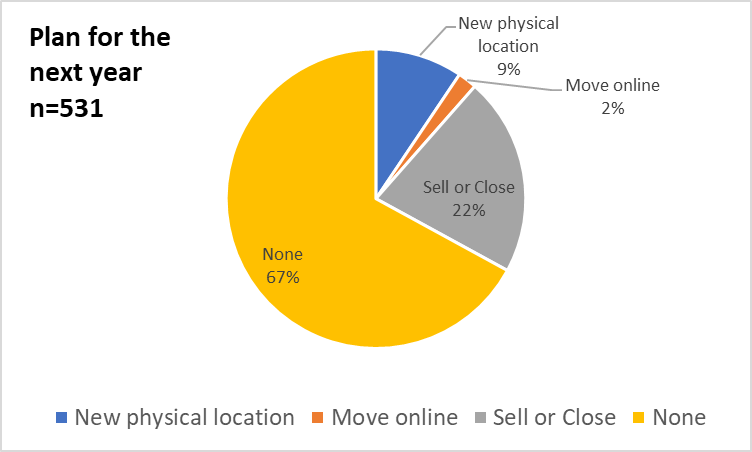 Plan for the
next year
n=531
New physical
location
9%
Move online
2%
Sell or Close
22%
None
67%
New physical location Move online Sell or Close None